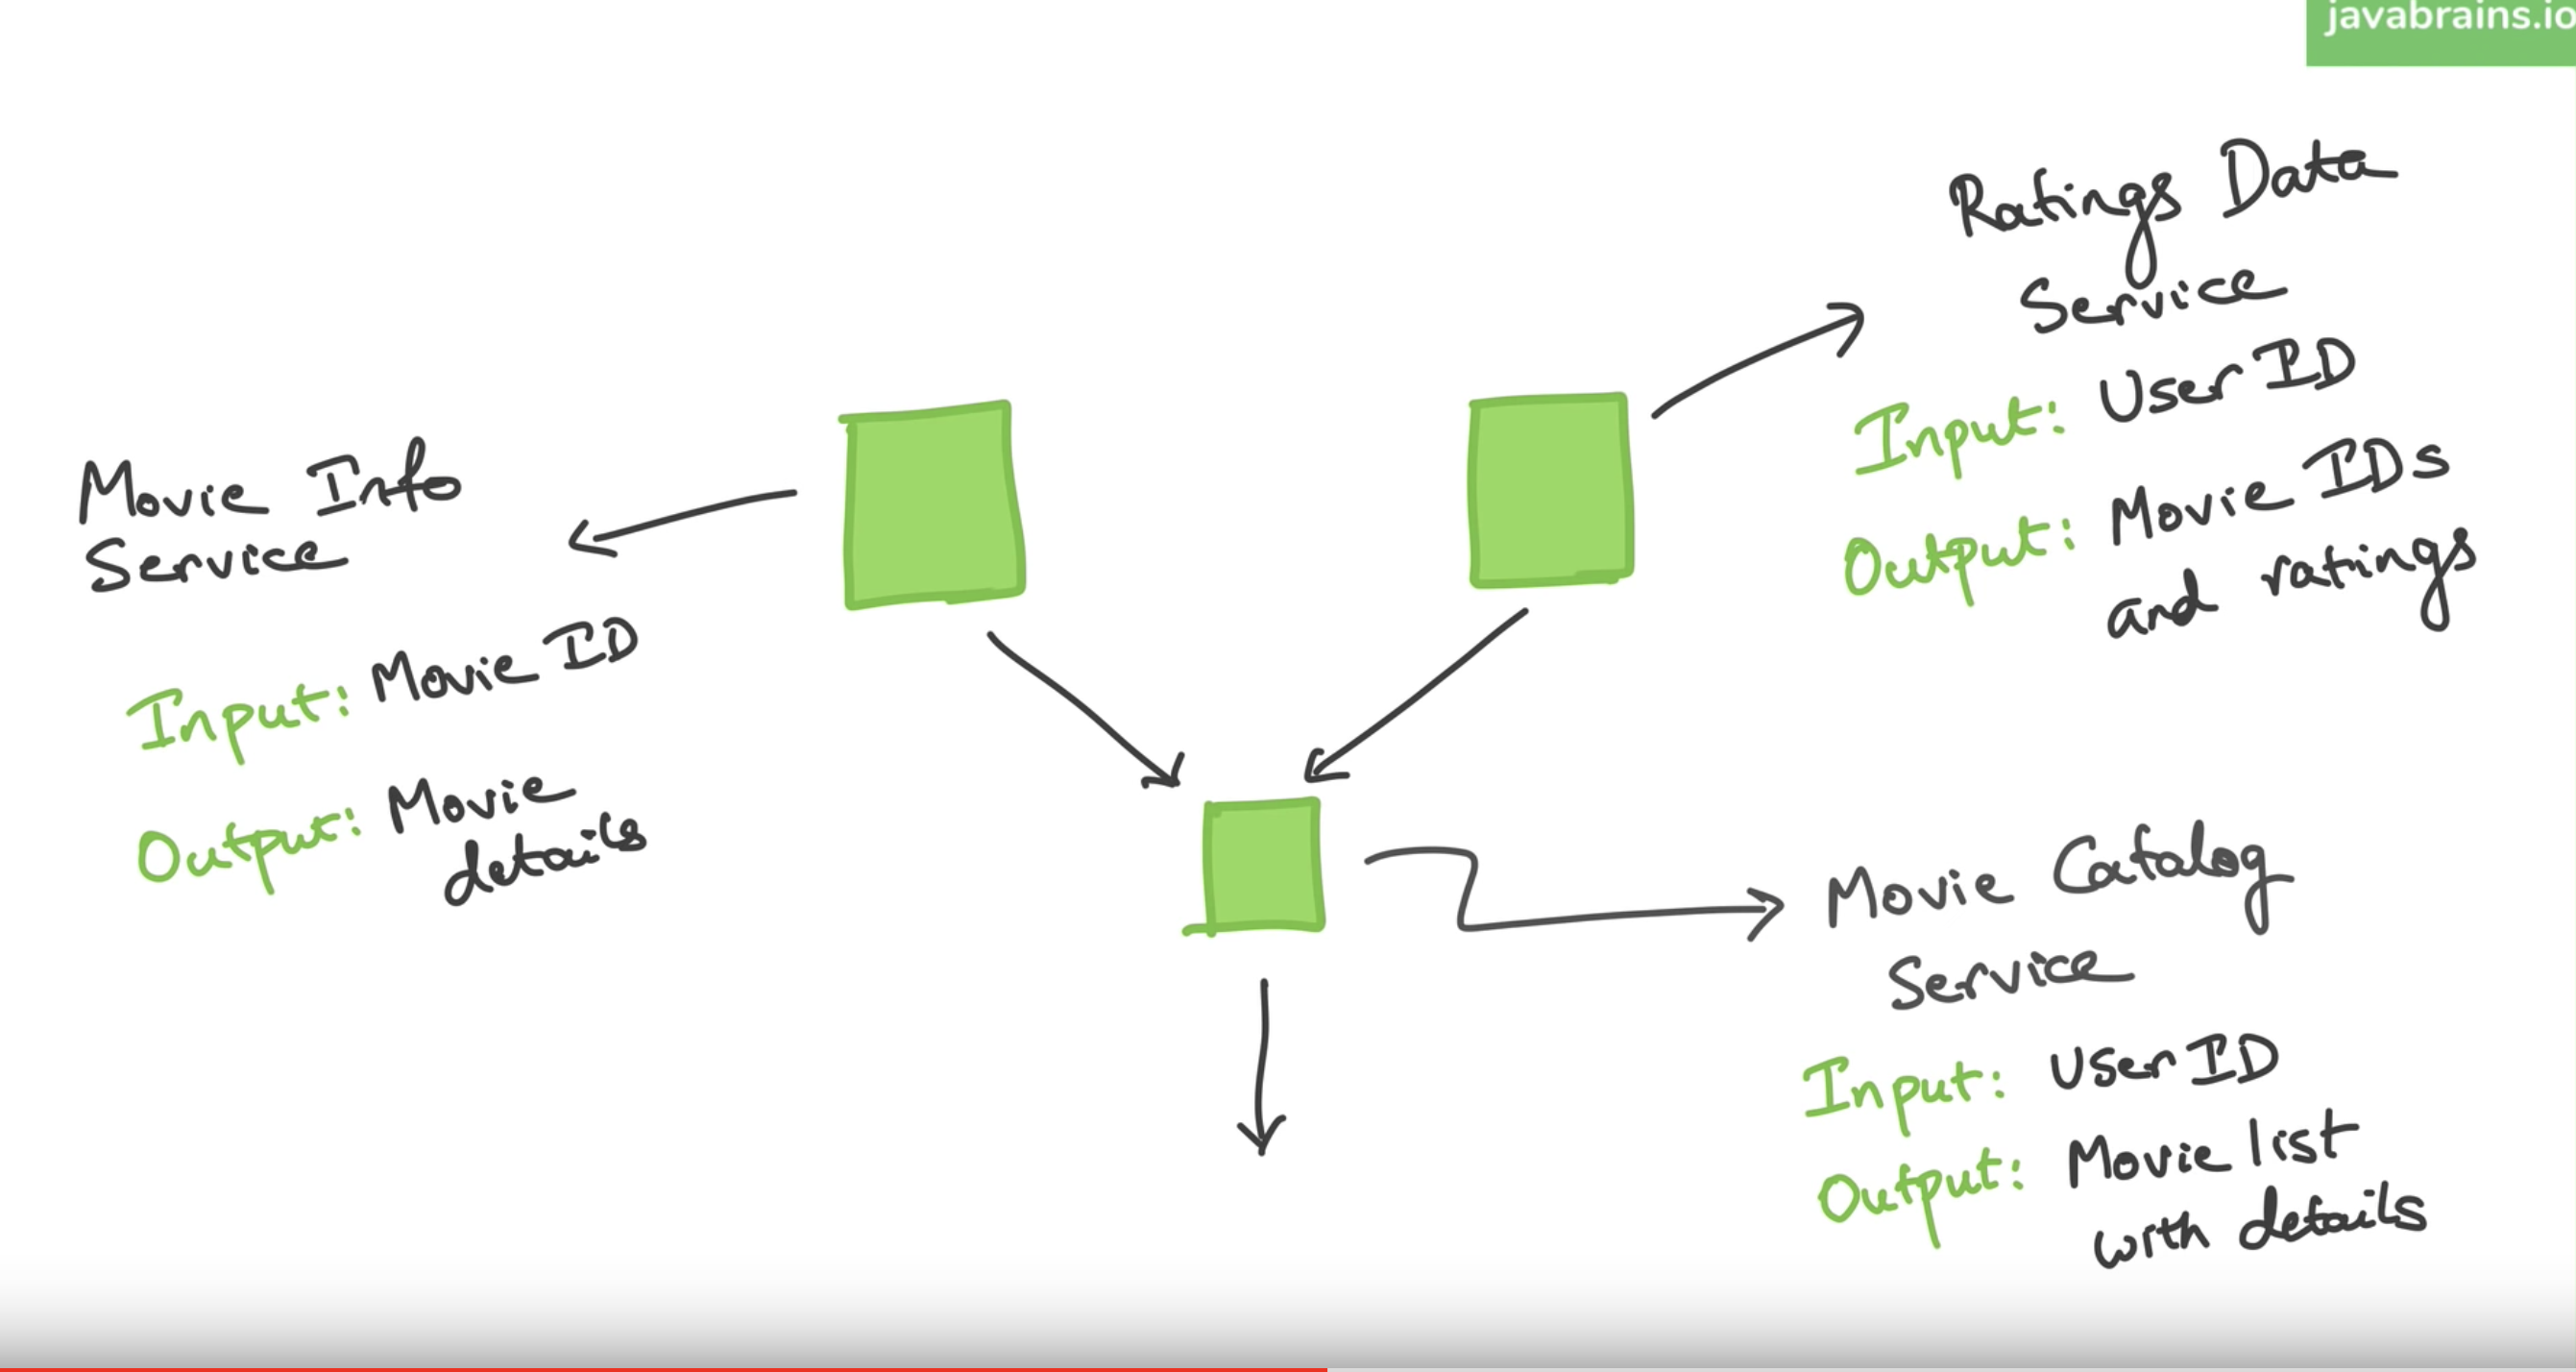 javabrains.io
Movie Info
Service
Input: Movie ID
Output: Movie
details
Ratings Data
Service
Input: User ID
Output: Movie IDs
and ratings
Movie Catalog
Service
Input: User ID
Output: Movie list
with details